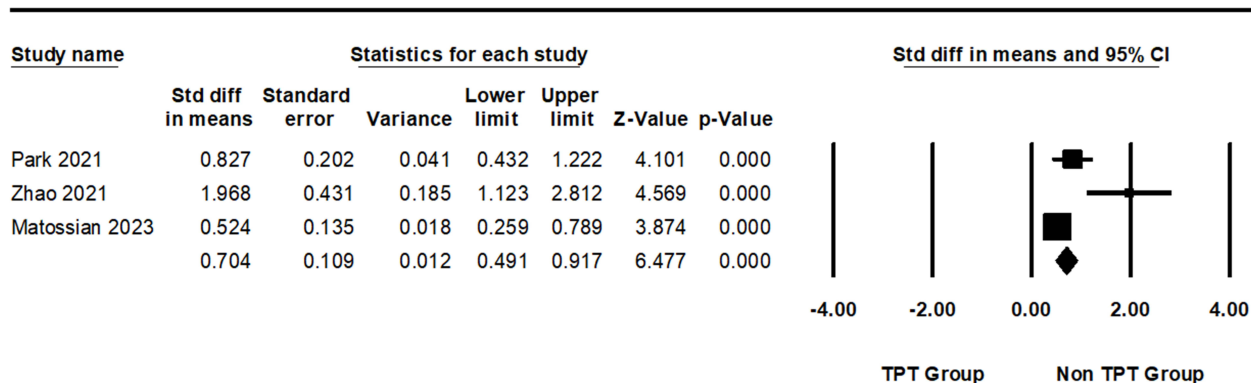 Study name Statistics for each study Std diff in means and 95% CI
Std diff Standard Lower Upper
in means error Variance limit limit Z-Value p-Value
Park 2021 0.827 0.202 0.041 0.432 1.222 4.101 0.000
Zhao 2021 1.968 0.431 0.185 1.123 2.812 4.569 0.000
Matossian 2023 0.524 0.135 0.018 0.259 0.789 3.874 0.000
0.704 0.109 0.012 0.491 0.917 6.477 0.000
-4.00 -2.00 0.00 2.00 4.00
TPT Group Non TPT Group